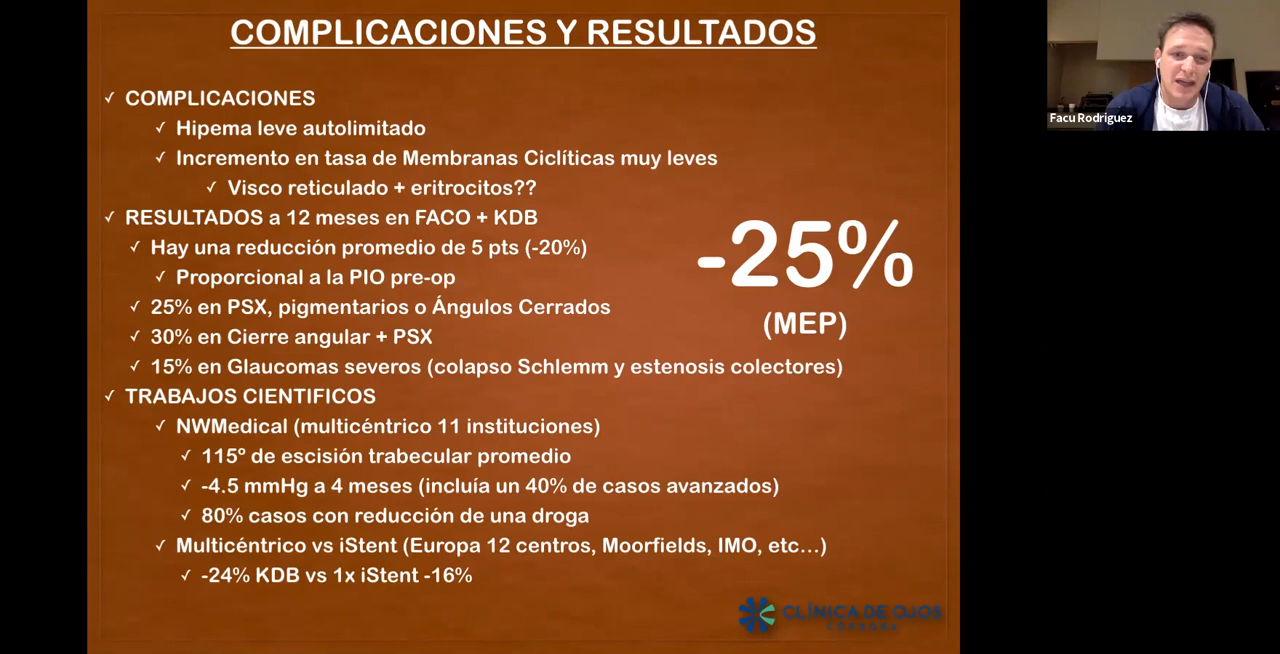 COMPLICACIONES Y RESULTADOS
✓ COMPLICACIONES
✓ Hipema leve autolimitado
✓ Incremento en tasa de Membranas Ciclíticas muy leves
✓ Visco reticulado + eritrocitos??
✓ RESULTADOS a 12 meses en FACO + KDB
✓ Hay una reducción promedio de 5 pts (-20%)
✓ Proporcional a la PIO pre-op
✓ 25% en PSX, pigmentarios o Ángulos Cerrados
✓ 30% en Cierre angular + PSX
✓ 15% en Glaucomas severos (colapso Schlemm y estenosis colectores)
✓ TRABAJOS CIENTIFICOS
✓ NWMedical (multicéntrico 11 instituciones)
✓ 115º de escisión trabecular promedio
✓ -4.5 mmHg a 4 meses (incluía un 40% de casos avanzados)
✓ 80% casos con reducción de una droga
✓ Multicéntrico vs iStent (Europa 12 centros, Moorfields, IMO, etc...)
✓ -24% KDB vs 1x iStent -16%
-25%
(MEP)
CLÍNICA DE OJOS
CÓRDOBA
Facu Rodriguez